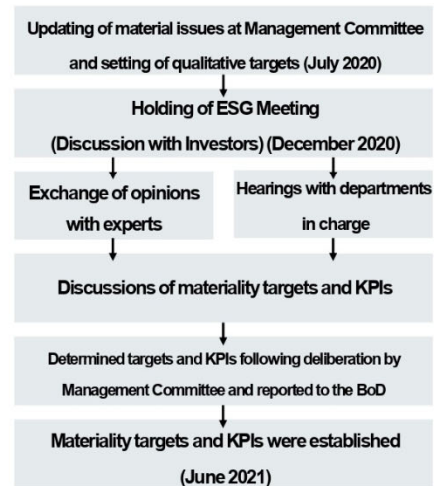 Updating of material issues at Management Committee
and setting of qualitative targets (July 2020)
Holding of ESG Meeting
(Discussion with Investors) (December 2020)
Exchange of opinions
with experts
Hearings with departments
in charge
Discussions of materiality targets and KPIs
Determined targets and KPIs following deliberation by
Management Committee and reported to the BoD
Materiality targets and KPIs were established
(June 2021)